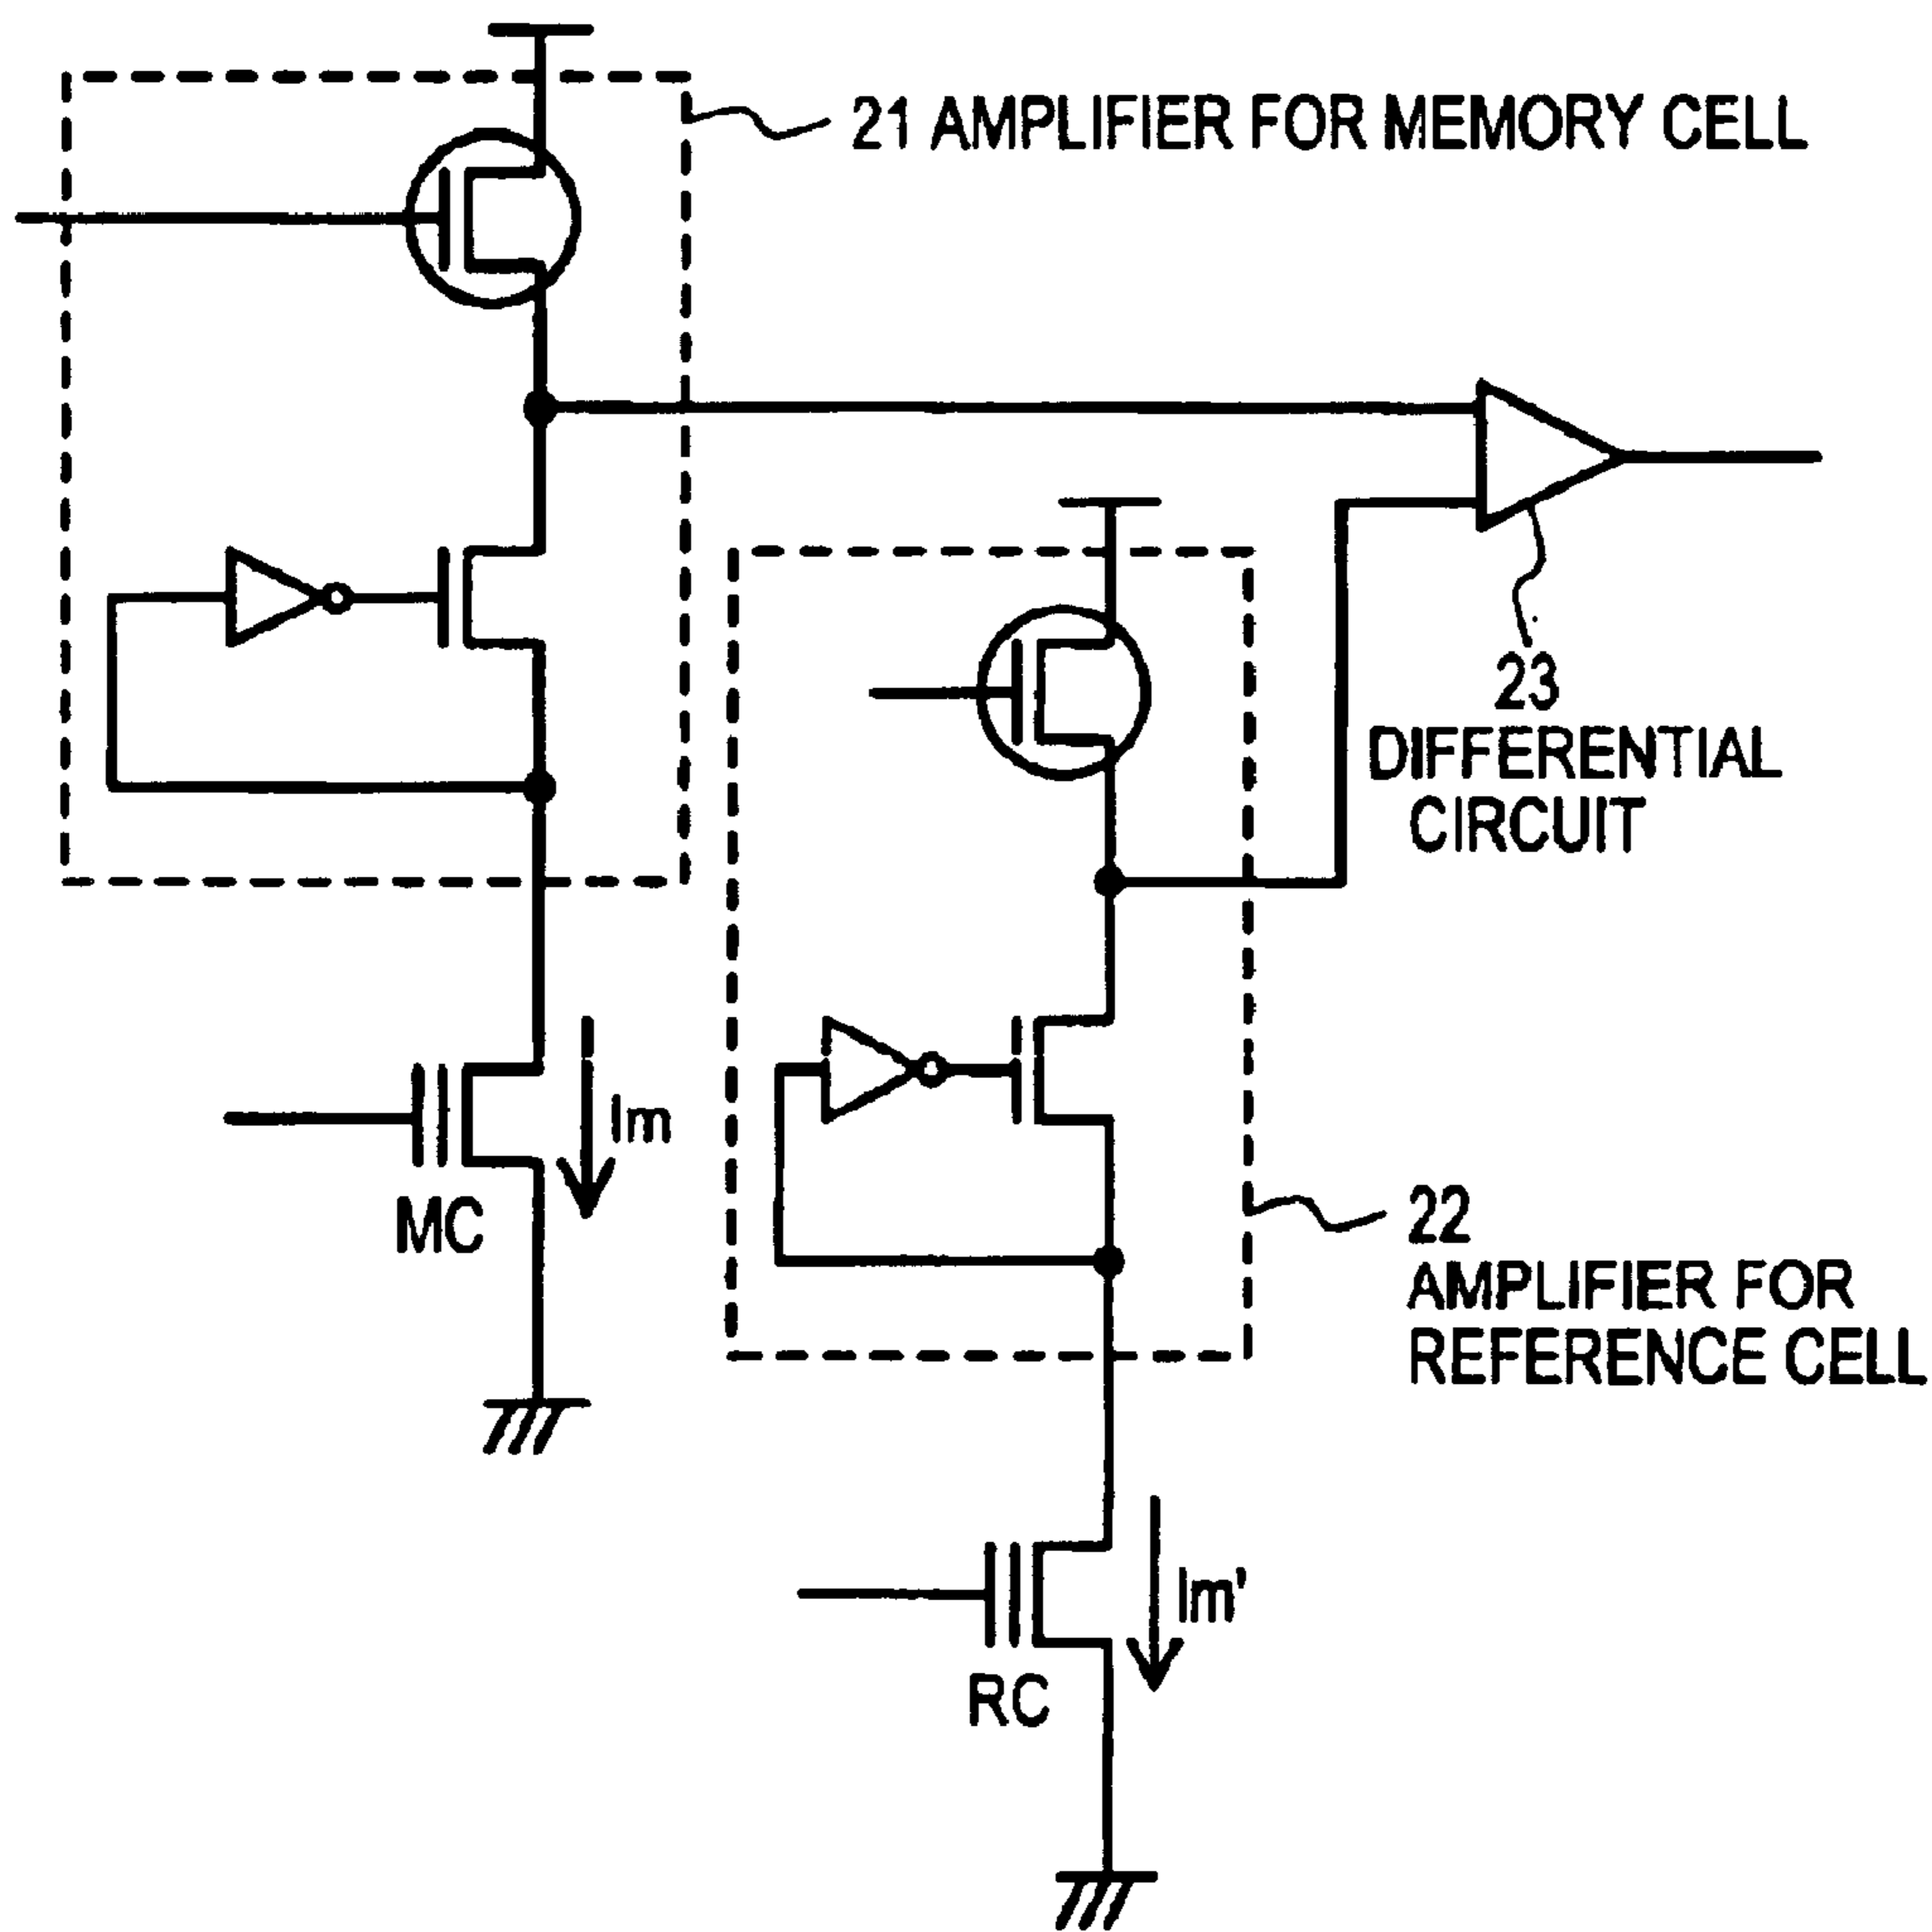 21 AMPLIFIER FOR MEMORY CELL
23
DIFFERENTIAL
CIRCUIT
Im
MC
22
AMPLIFIER FOR
REFERENCE CELL
Im'
RC